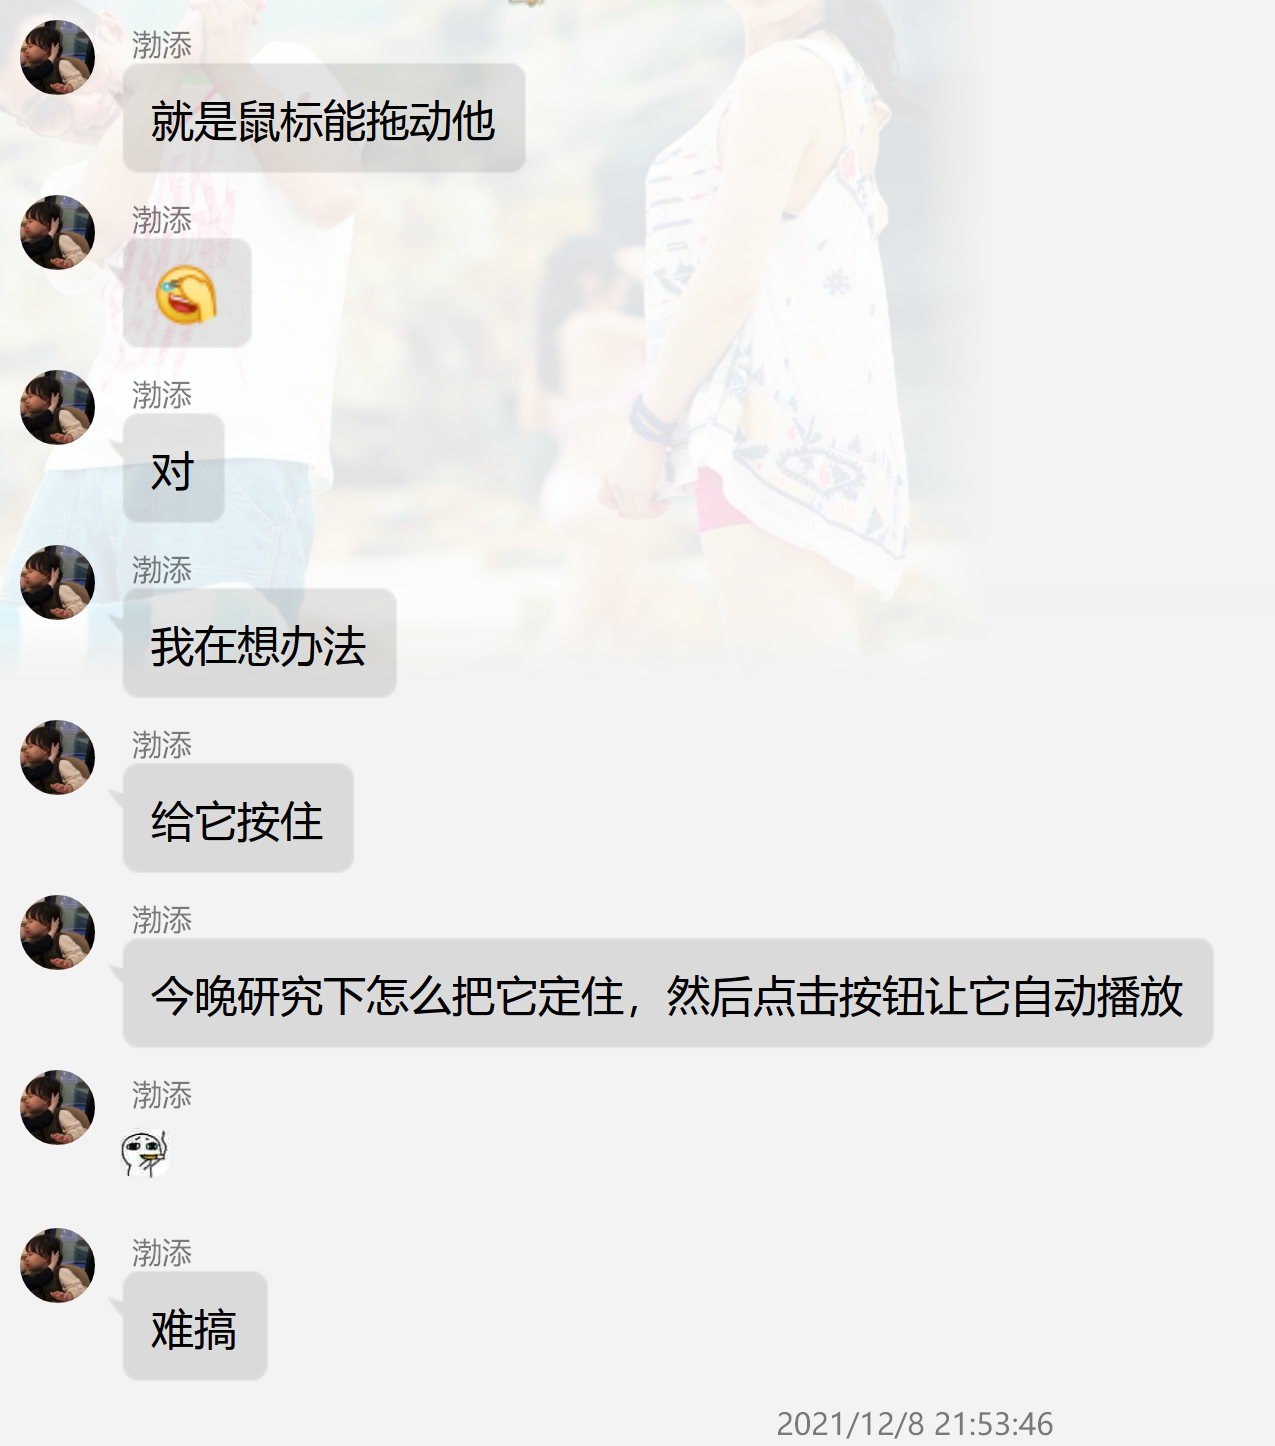 渤添
就是鼠标能拖动他
渤添
渤添
对
渤添
我在想办法
渤添
给它按住
渤添
今晚研究下怎么把它定住，然后点击按钮让它自动播放
渤添
渤添
难搞
2021/12/8 21:53:46